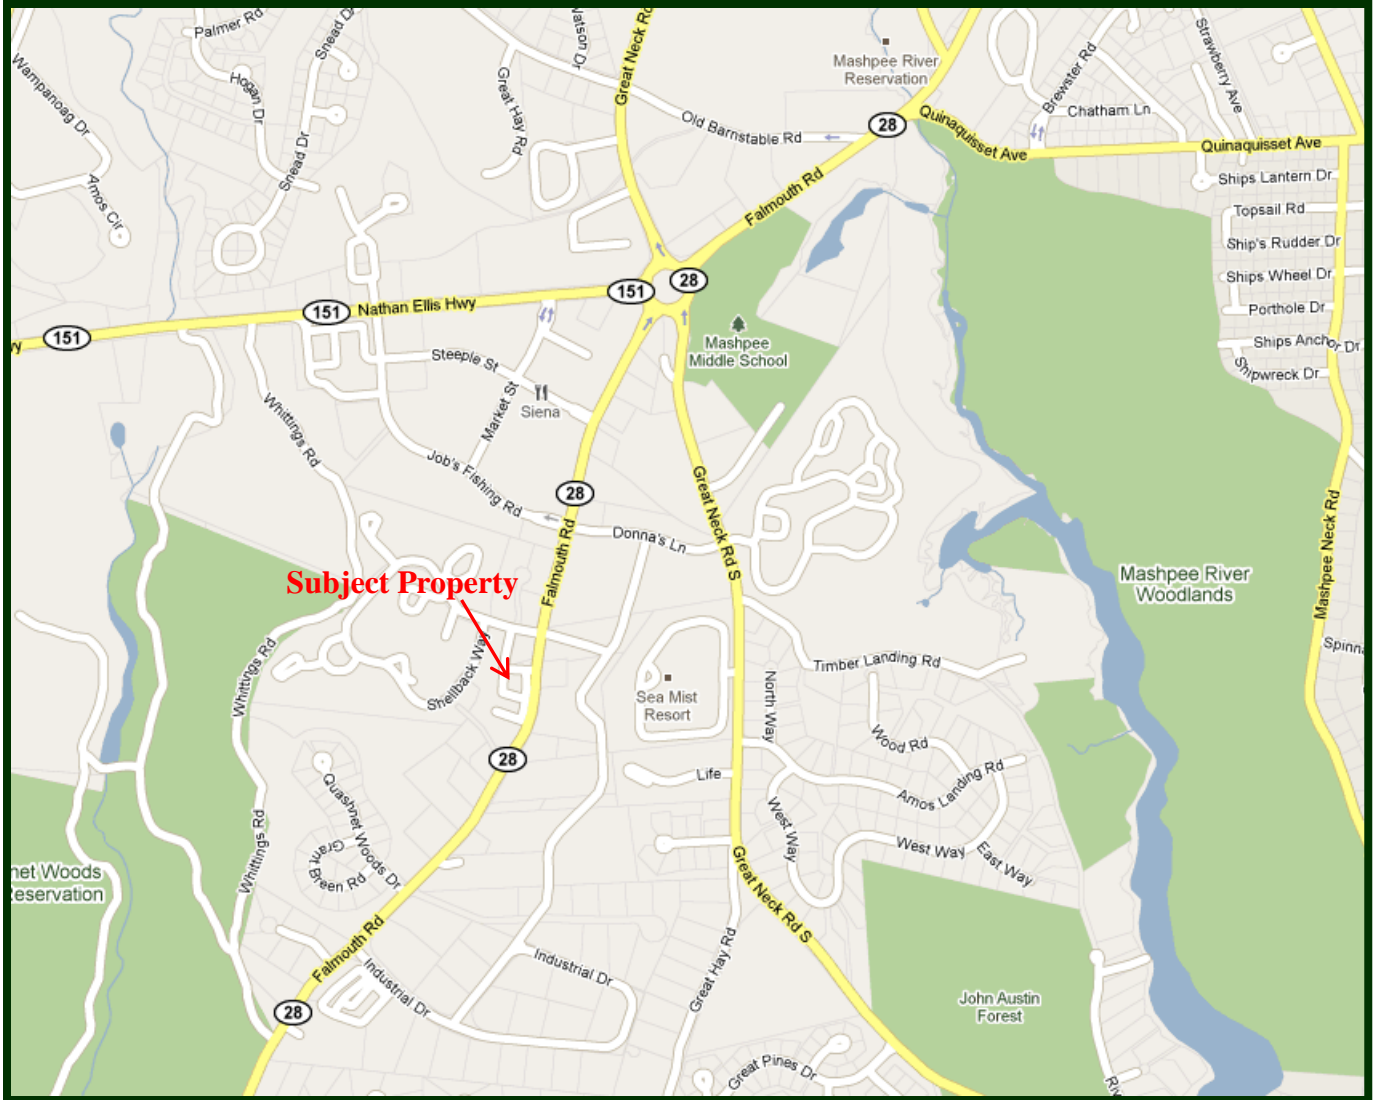 Palmer Rd
Snead Dr
Watson Dr
Great Neck Rd
Mashpee River
Reservation
Brewster Rd
Strawberry Ave
Wampanoag Dr
Hogan Dr
Great Hay Rd
Chatham Ln
Old Barnstable Rd
28
Quinaquisset Ave
Quinaquisset Ave
Snead Dr
Amos Cir
Falmouth Rd
Ships Lantern Dr
Topsail Rd
Ship's Rudder Dr
Ships Wheel Dr
151
28
151
Nathan Ellis Hwy
Porthole Dr
151
Mashpee
Middle School
Ships Anchor Dr
Steeple St
Shipwreck Dr
Market St
Siena
Whittings Rd
Job's Fishing Rd
28
Great Neck Rd S
Donna's Ln
Falmouth Rd
Mashpee Neck Rd
Subject Property
Mashpee River
Woodlands
Whittings Rd
Shellback Way
Timber Landing Rd
Sea Mist
Resort
North Way
Wood Rd
28
Life
Amos Landing Rd
Quashnet Woods Dr
West Way
Whittings Rd
Grant Breen Rd
West Way
East Way
Great Neck Rd S
net Woods
Reservation
Falmouth Rd
Industrial Dr
Industrial Dr
Great Hay Rd
28
John Austin
Forest
Great Pines Dr